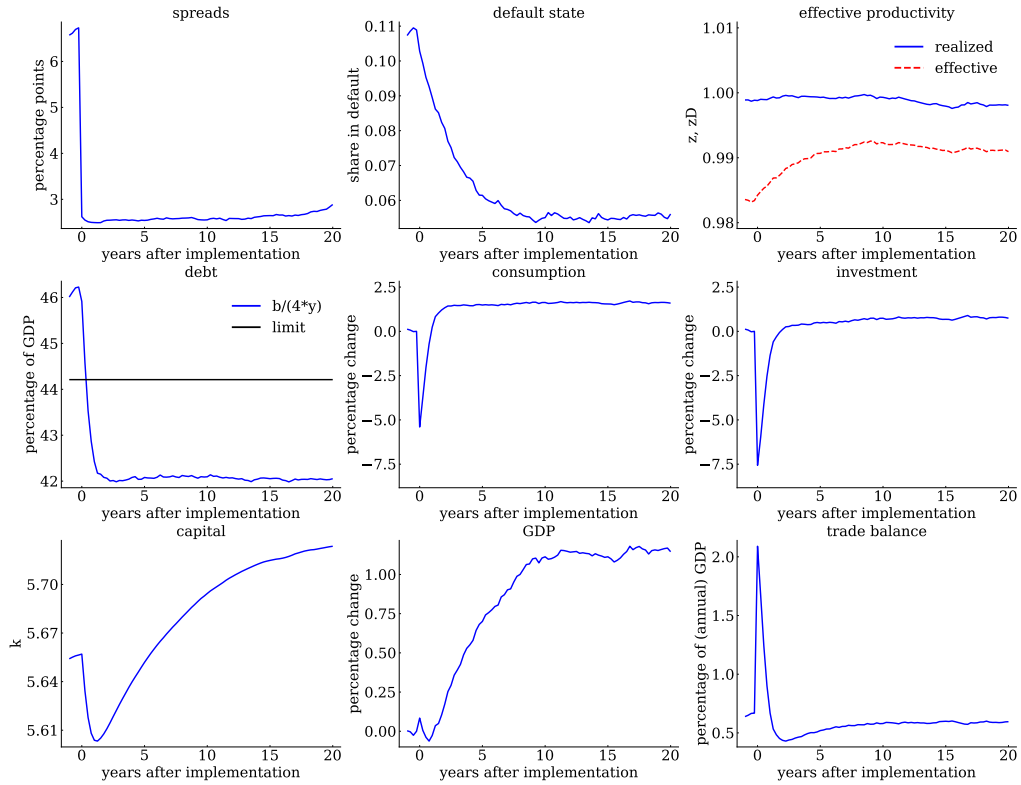 spreads
percentage points
6
5
4
3
0
5
10
15
20
years after implementation
default state
share in default
0.11
0.10
0.09
0.08
0.07
0.06
0
5
10
15
20
years after implementation
effective productivity
z, zD
1.01
1.00
0.99
0.98
realized
effective
0
5
10
15
20
years after implementation
debt
percentage of GDP
46
45
44
43
42
b/(4*y)
limit
0
5
10
15
20
years after implementation
consumption
percentage change
2.5
0.0
−2.5
−5.0
−7.5
0
5
10
15
20
years after implementation
investment
percentage change
2.5
0.0
−2.5
−5.0
−7.5
0
5
10
15
20
years after implementation
capital
k
5.70
5.67
5.64
5.61
0
5
10
15
20
years after implementation
GDP
percentage change
1.00
0.75
0.50
0.25
0.00
0
5
10
15
20
years after implementation
trade balance
percentage of (annual) GDP
2.0
1.5
1.0
0.5
0
5
10
15
20
years after implementation